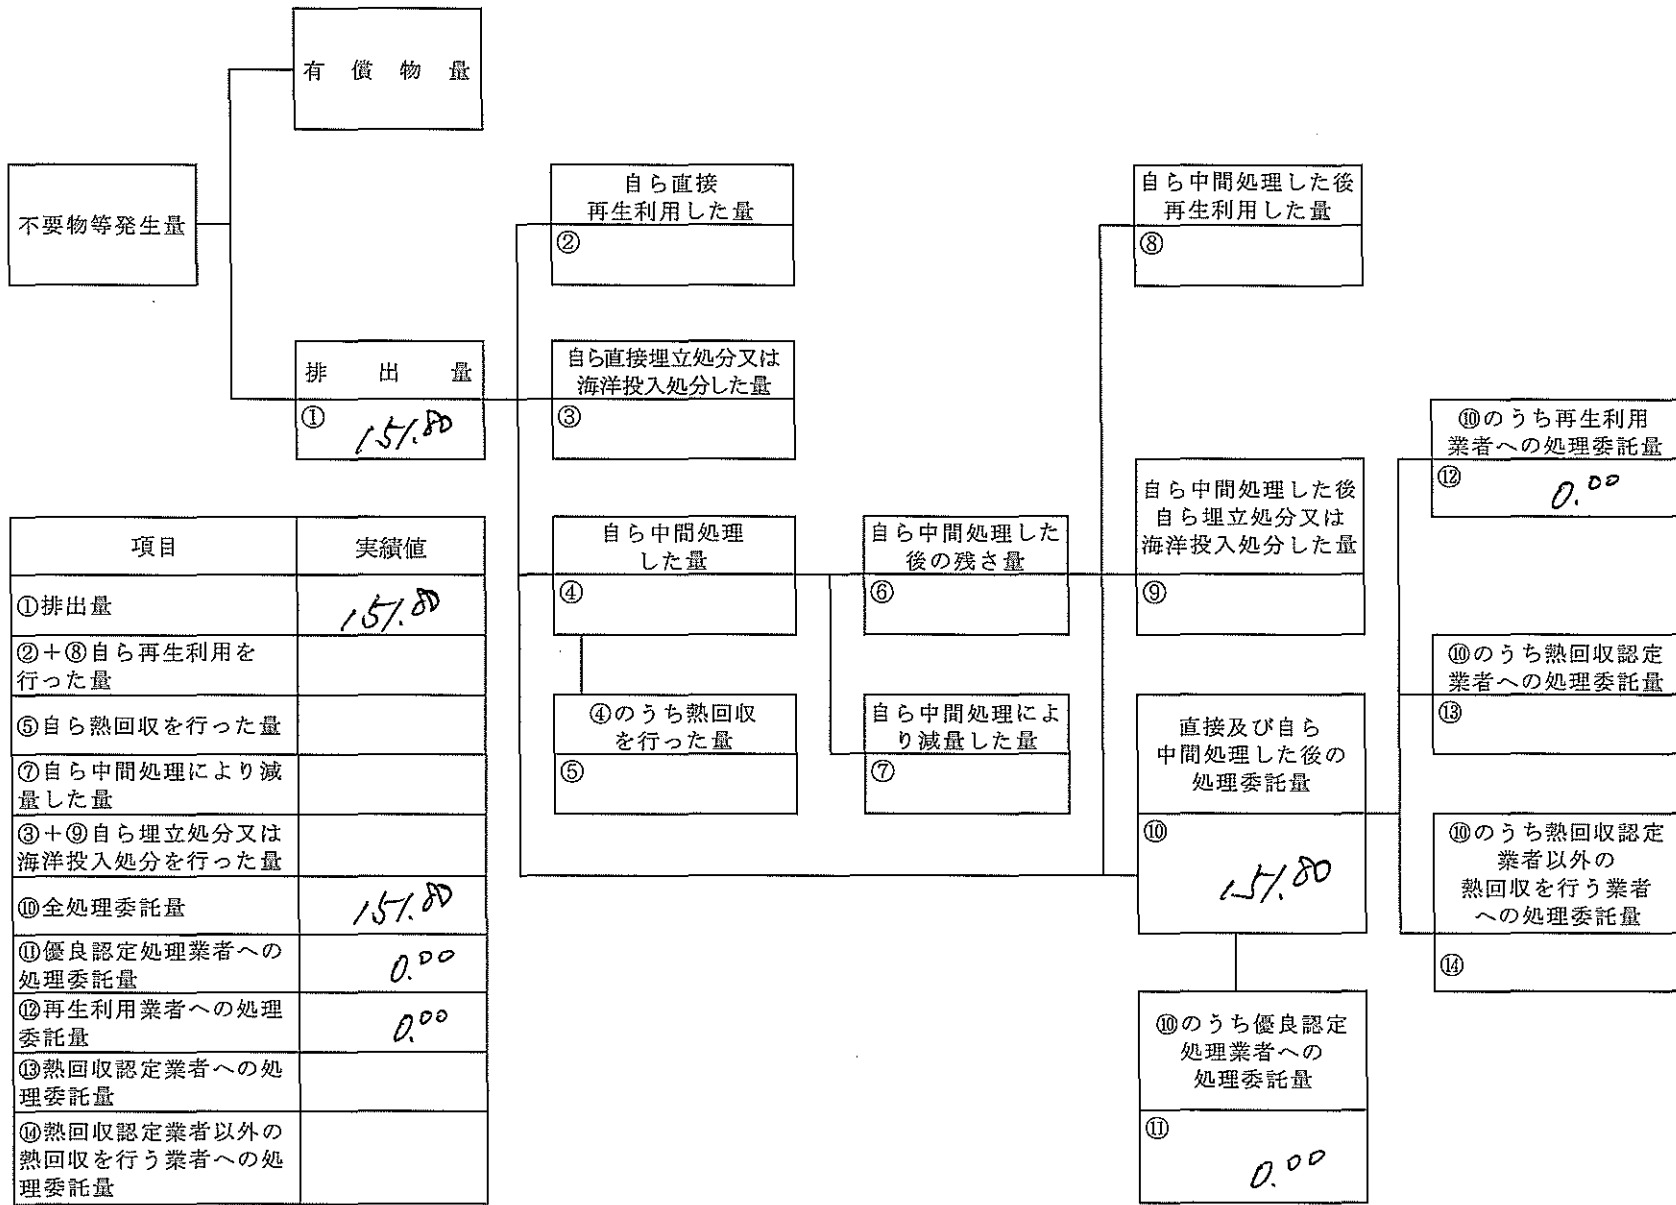 有償物量
不要物等発生量
排出量
① 151.80
自ら直接
再生利用した量
②
自ら直接埋立処分又は
海洋投入処分した量
③
自ら中間処理
した量
④
④のうち熱回収
を行った量
⑤
自ら中間処理した
後の残さ量
⑥
自ら中間処理によ
り減量した量
⑦
自ら中間処理した後
再生利用した量
⑧
自ら中間処理した後
自ら埋立処分又は
海洋投入処分した量
⑨
直接及び自ら
中間処理した後の
処理委託量
⑩
151.80
⑩のうち優良認定
処理業者への
処理委託量
⑪
0.00
⑩のうち再生利用
業者への処理委託量
⑫ 0.00
⑩のうち熱回収認定
業者への処理委託量
⑬
⑩のうち熱回収認定
業者以外の
熱回収を行う業者
への処理委託量
⑭
項目 実績値
①排出量 151.80
②+⑧自ら再生利用を
行った量
⑤自ら熱回収を行った量
⑦自ら中間処理により減
量した量
③+⑨自ら埋立処分又は
海洋投入処分を行った量
⑩全処理委託量 151.80
⑪優良認定処理業者への
処理委託量 0.00
⑫再生利用業者への処理
委託量 0.00
⑬熱回収認定業者への処
理委託量
⑭熱回収認定業者以外の
熱回収を行う業者への処
理委託量